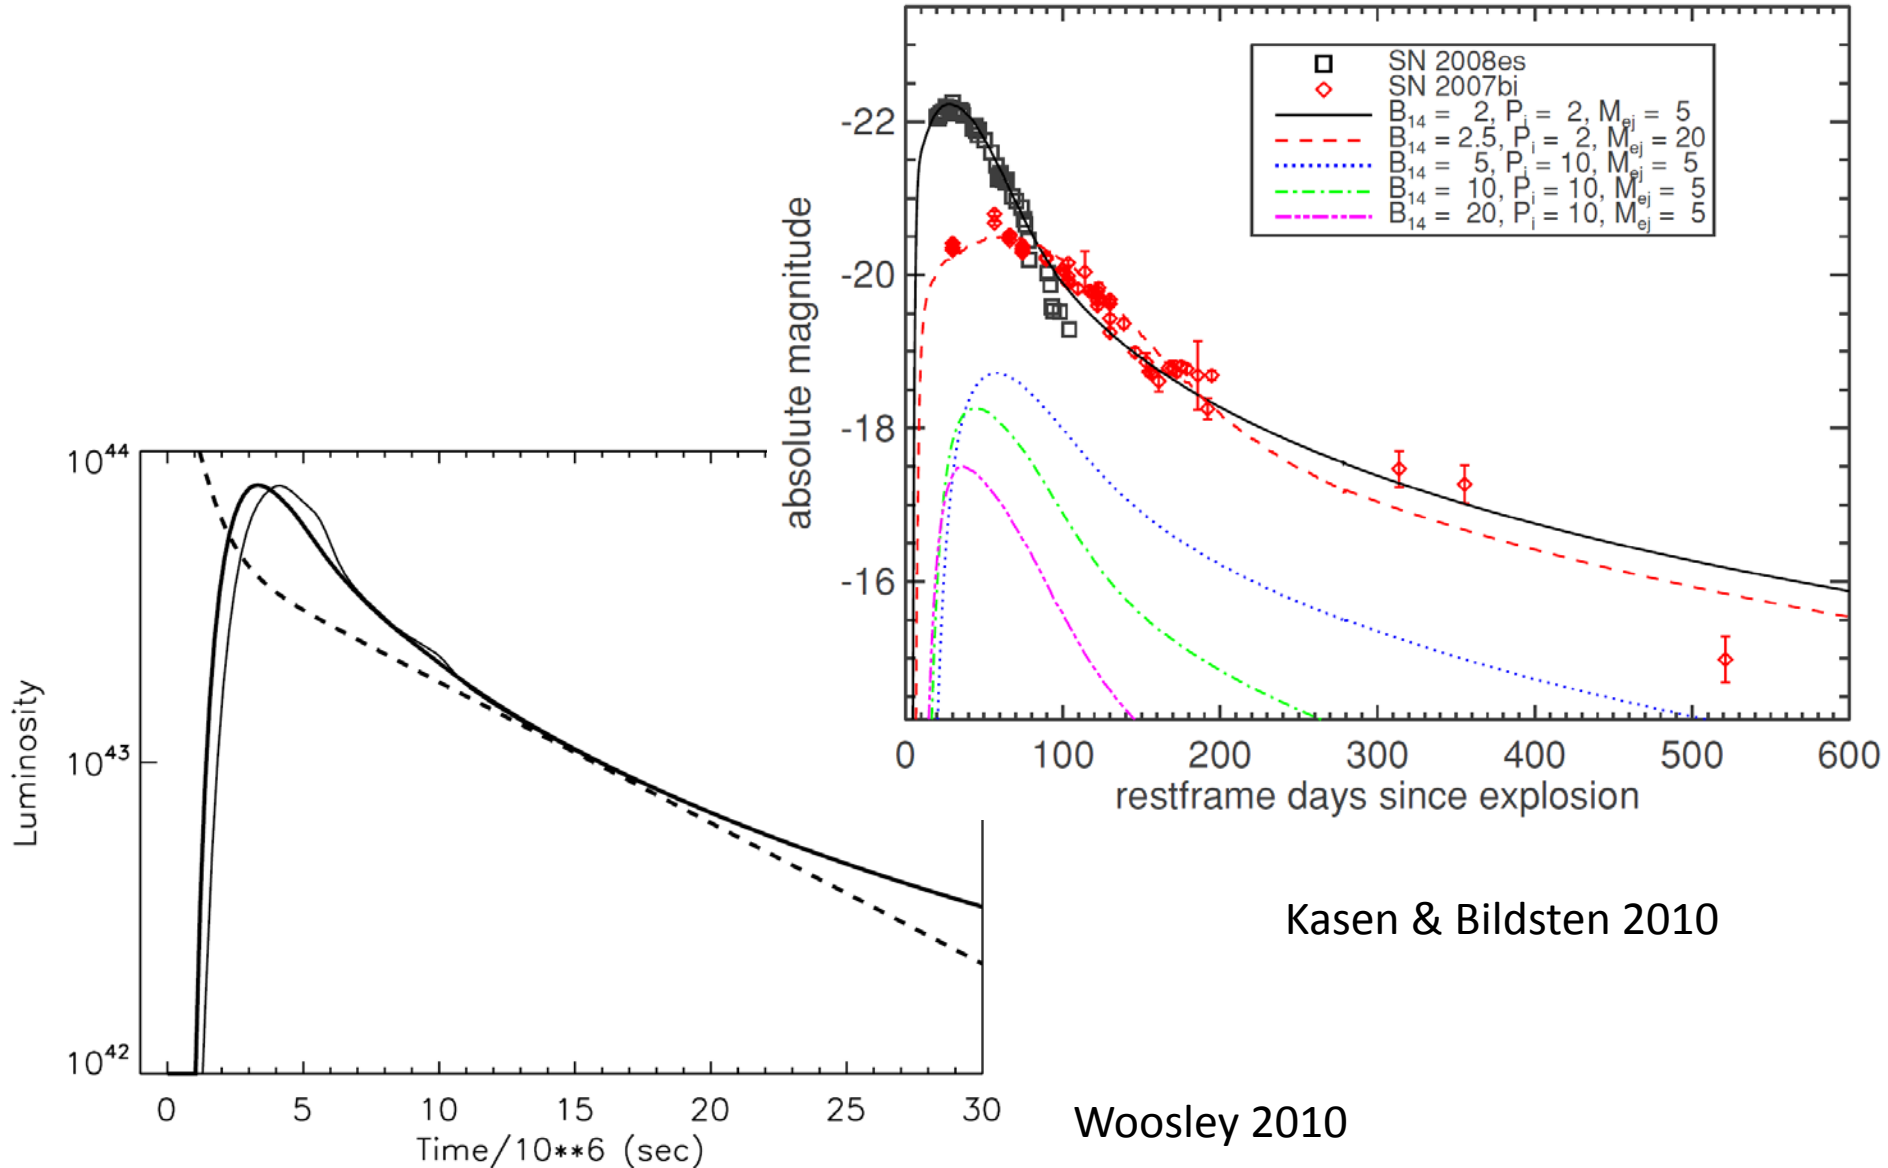 SN 2008es
SN 2007bi
B14 = 2, Pi = 2, Mej = 5
B14 = 2.5, Pi = 2, Mej = 20
B14 = 5, Pi = 10, Mej = 5
B14 = 10, Pi = 10, Mej = 5
B14 = 20, Pi = 10, Mej = 5
-22
-20
-18
-16
absolute magnitude
0 100 200 300 400 500 600
restframe days since explosion
Kasen & Bildsten 2010
10^44
10^43
10^42
Luminosity
0 5 10 15 20 25 30
Time/10**6 (sec)
Woosley 2010